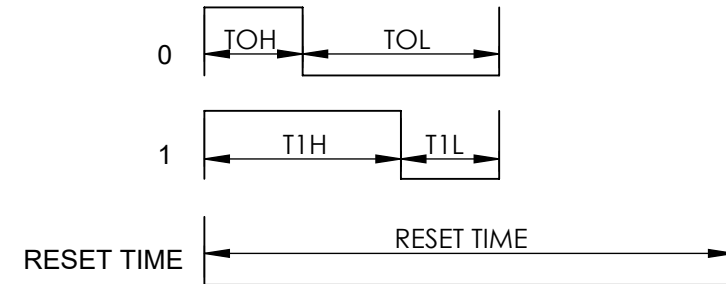 TOH TOL
0
T1H T1L
1
RESET TIME
RESET TIME